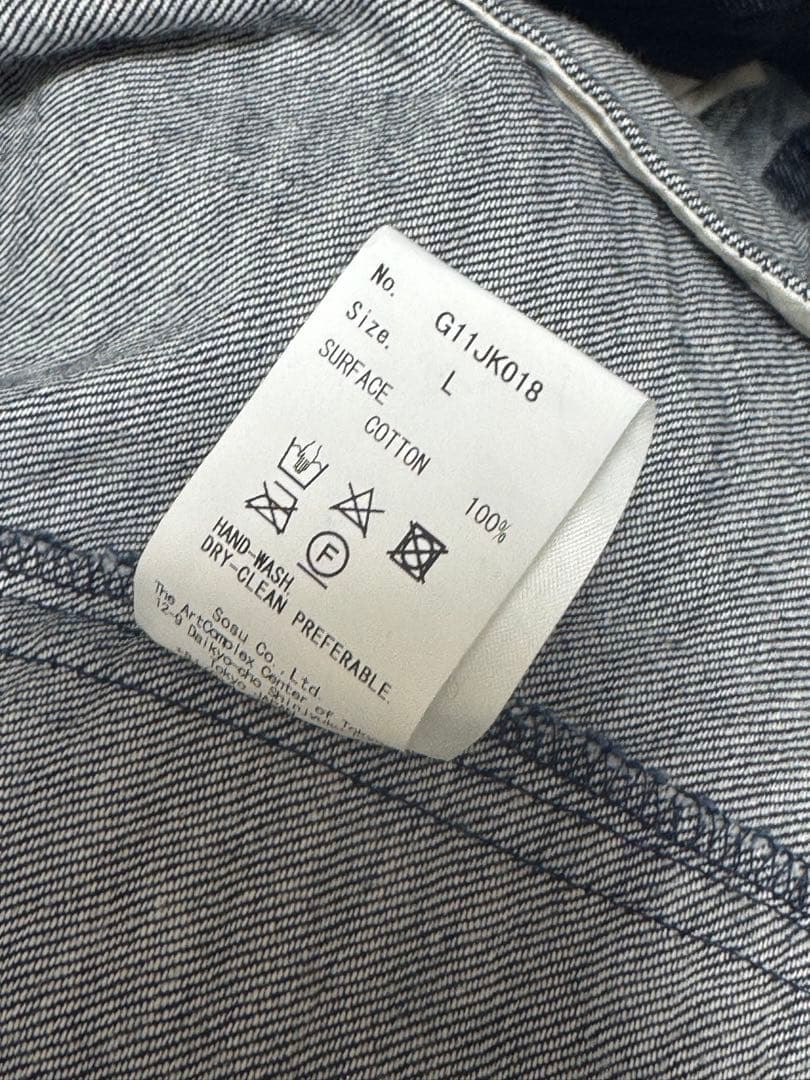 No. G11JK018
Size. L
SURFACE
COTTON 100%
F
HAND-WASH,
DRY-CLEAN PREFERABLE.
Sosu Co.,Ltd.
The ArtComplex Center of
12-9 Daikyo-cho
Tokyo